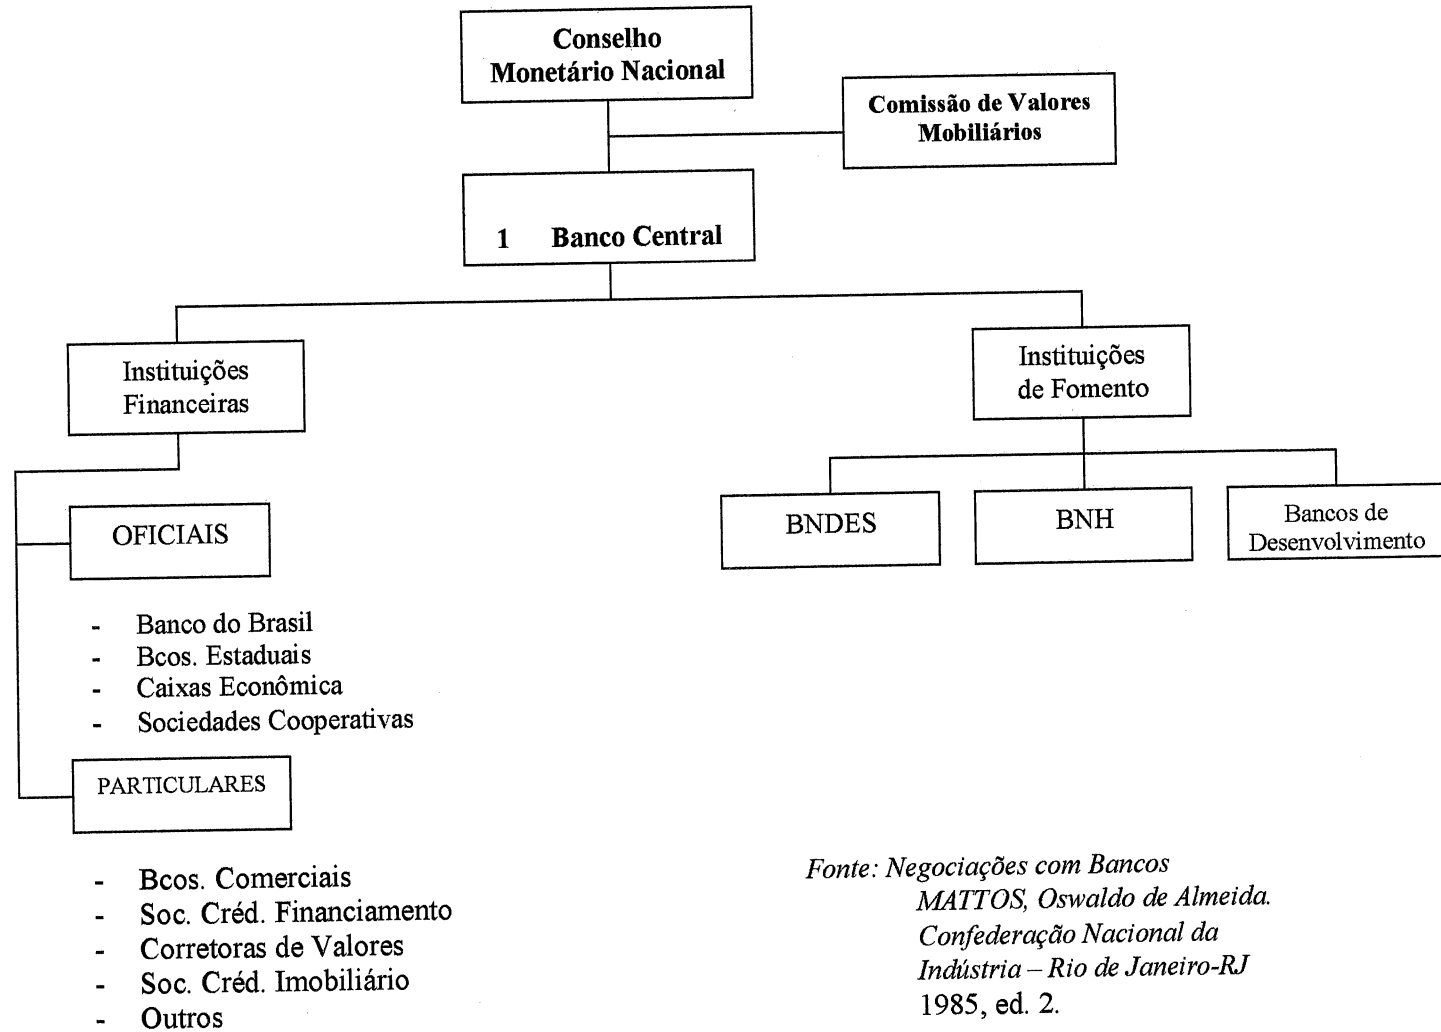 Conselho
Monetário Nacional
Comissão de Valores
Mobiliários
1 Banco Central
Instituições
Financeiras
Instituições
de Fomento
OFICIAIS
BNDES
BNH
Bancos de
Desenvolvimento
- Banco do Brasil
- Bcos. Estaduais
- Caixas Econômica
- Sociedades Cooperativas
PARTICULARES
- Bcos. Comerciais
- Soc. Créd. Financiamento
- Corretoras de Valores
- Soc. Créd. Imobiliário
- Outros
Fonte: Negociações com Bancos
MATTOS, Oswaldo de Almeida.
Confederação Nacional da
Indústria – Rio de Janeiro-RJ
1985, ed. 2.